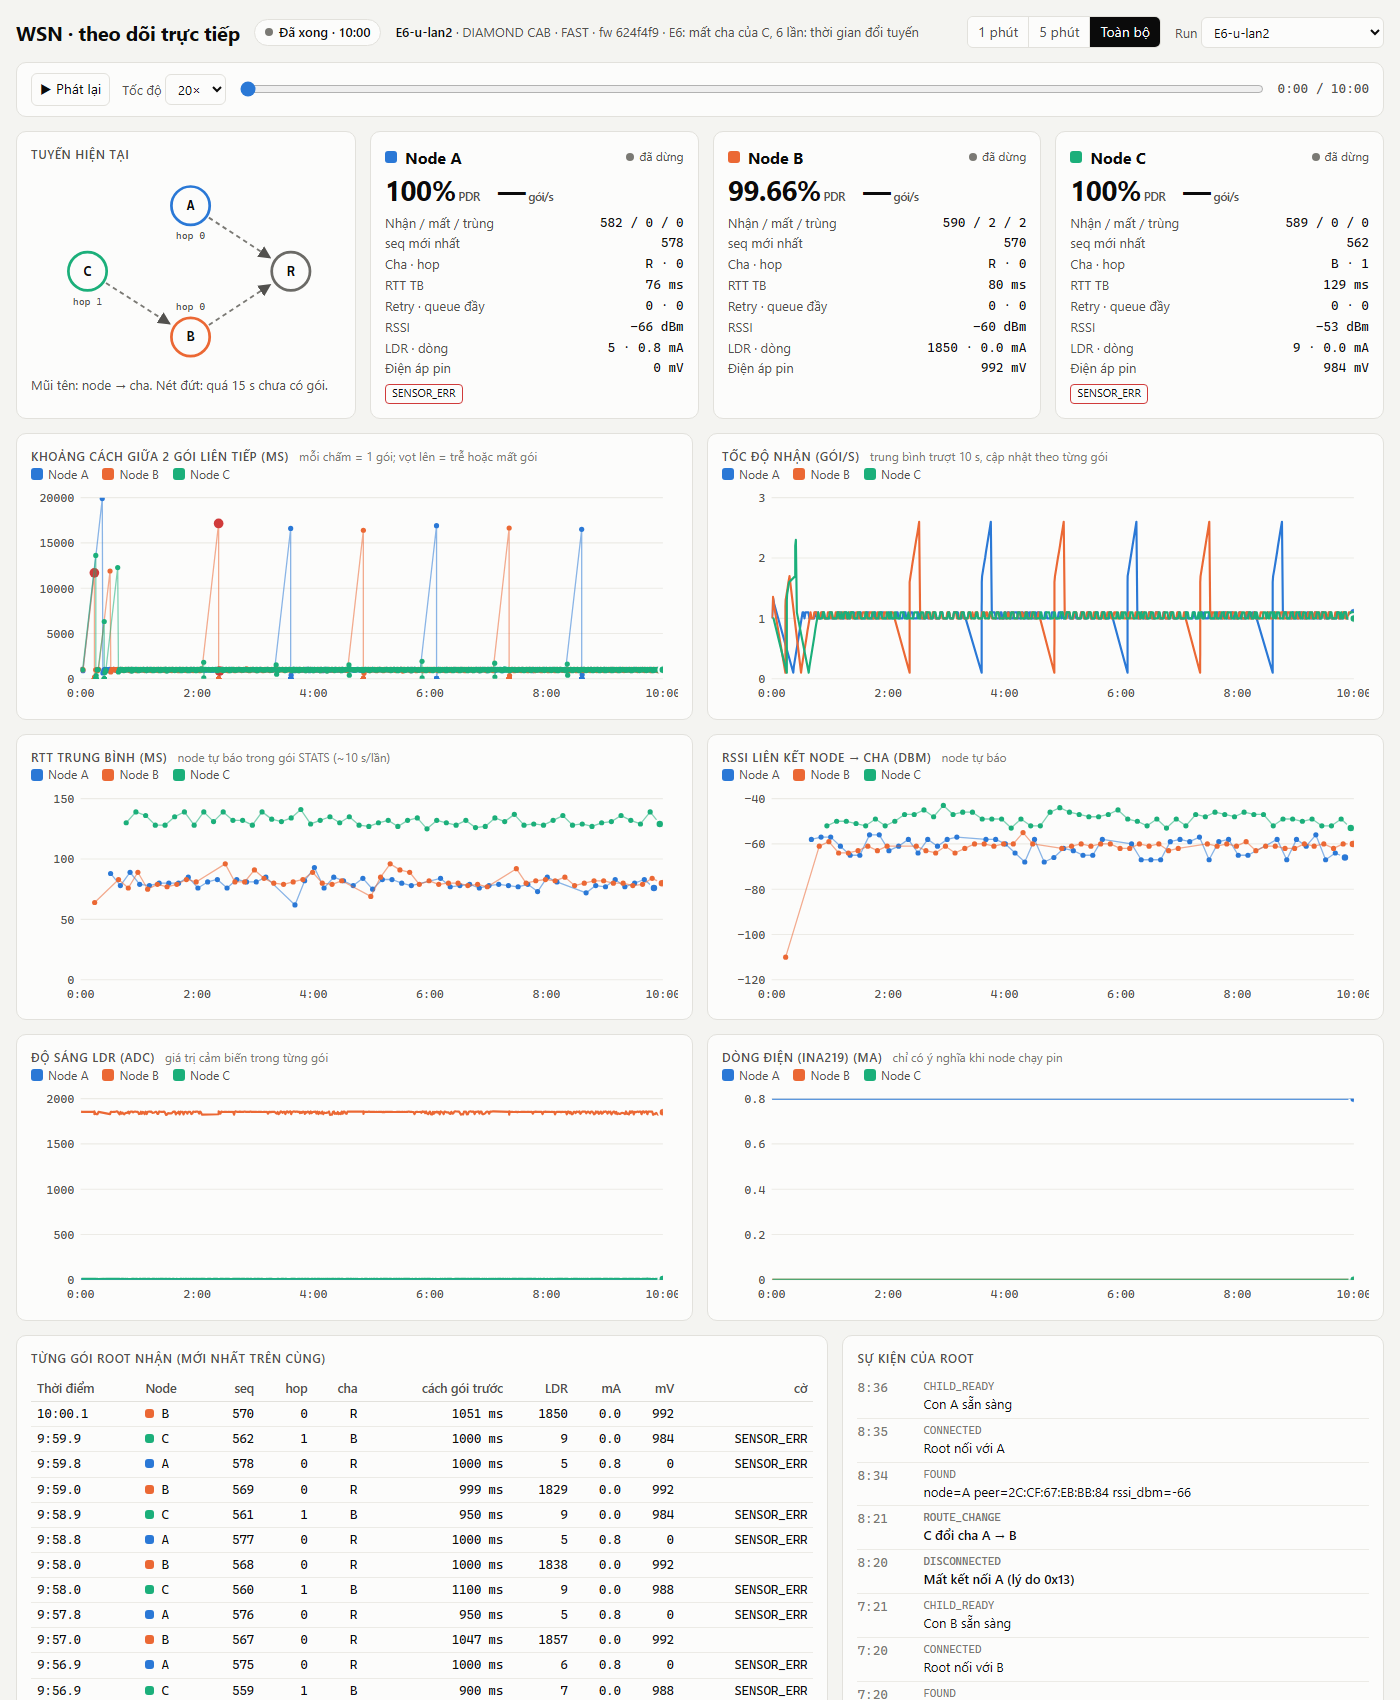 WSN · theo dõi trực tiếp
Đã xong · 10:00
E6-u-lan2 · DIAMOND CAB · FAST · fw 624f4f9 · E6: mất cha của C, 6 lần: thời gian đổi tuyến
1 phút 5 phút Toàn bộ
Run E6-u-lan2
▶ Phát lại Tốc độ 20× 0:00 / 10:00
TUYẾN HIỆN TẠI
A
hop 0
C
hop 1
R
hop 0
B
Mũi tên: node → cha. Nét đứt: quá 15 s chưa có gói.
Node A đã dừng
100% PDR — gói/s
Nhận / mất / trùng 582 / 0 / 0
seq mới nhất 578
Cha · hop R · 0
RTT TB 76 ms
Retry · queue đầy 0 · 0
RSSI −66 dBm
LDR · dòng 5 · 0.8 mA
Điện áp pin 0 mV
SENSOR_ERR
Node B đã dừng
99.66% PDR — gói/s
Nhận / mất / trùng 590 / 2 / 2
seq mới nhất 570
Cha · hop R · 0
RTT TB 80 ms
Retry · queue đầy 0 · 0
RSSI −60 dBm
LDR · dòng 1850 · 0.0 mA
Điện áp pin 992 mV
Node C đã dừng
100% PDR — gói/s
Nhận / mất / trùng 589 / 0 / 0
seq mới nhất 562
Cha · hop B · 1
RTT TB 129 ms
Retry · queue đầy 0 · 0
RSSI −53 dBm
LDR · dòng 9 · 0.0 mA
Điện áp pin 984 mV
SENSOR_ERR
KHOẢNG CÁCH GIỮA 2 GÓI LIÊN TIẾP (MS) mỗi chấm = 1 gói; vọt lên = trễ hoặc mất gói
Node A Node B Node C
20000
15000
10000
5000
0
0:00 2:00 4:00 6:00 8:00 10:00
TỐC ĐỘ NHẬN (GÓI/S) trung bình trượt 10 s, cập nhật theo từng gói
Node A Node B Node C
3
2
1
0
0:00 2:00 4:00 6:00 8:00 10:00
RTT TRUNG BÌNH (MS) node tự báo trong gói STATS (~10 s/lần)
Node A Node B Node C
150
100
50
0
0:00 2:00 4:00 6:00 8:00 10:00
RSSI LIÊN KẾT NODE → CHA (DBM) node tự báo
Node A Node B Node C
−40
−60
−80
−100
−120
0:00 2:00 4:00 6:00 8:00 10:00
ĐỘ SÁNG LDR (ADC) giá trị cảm biến trong từng gói
Node A Node B Node C
2000
1500
1000
500
0
0:00 2:00 4:00 6:00 8:00 10:00
DÒNG ĐIỆN (INA219) (MA) chỉ có ý nghĩa khi node chạy pin
Node A Node B Node C
0.8
0.6
0.4
0.2
0
0:00 2:00 4:00 6:00 8:00 10:00
TỪNG GÓI ROOT NHẬN (MỚI NHẤT TRÊN CÙNG)
Thời điểm Node seq hop cha cách gói trước LDR mA mV cờ
10:00.1 B 570 0 R 1051 ms 1850 0.0 992
9:59.9 C 562 1 B 1000 ms 9 0.0 984 SENSOR_ERR
9:59.8 A 578 0 R 1000 ms 5 0.8 0 SENSOR_ERR
9:59.0 B 569 0 R 999 ms 1829 0.0 992
9:58.9 C 561 1 B 950 ms 9 0.0 984 SENSOR_ERR
9:58.8 A 577 0 R 1000 ms 5 0.8 0 SENSOR_ERR
9:58.0 B 568 0 R 1000 ms 1838 0.0 992
9:58.0 C 560 1 B 1100 ms 9 0.0 988 SENSOR_ERR
9:57.8 A 576 0 R 950 ms 5 0.8 0 SENSOR_ERR
9:57.0 B 567 0 R 1047 ms 1857 0.0 992
9:56.9 A 575 0 R 1000 ms 6 0.8 0 SENSOR_ERR
9:56.9 C 559 1 B 900 ms 7 0.0 988 SENSOR_ERR
SỰ KIỆN CỦA ROOT
8:36 CHILD_READY
Con A sẵn sàng
8:35 CONNECTED
Root nối với A
8:34 FOUND
node=A peer=2C:CF:67:EB:BB:84 rssi_dbm=-66
8:21 ROUTE_CHANGE
C đổi cha A → B
8:20 DISCONNECTED
Mất kết nối A (lý do 0x13)
7:21 CHILD_READY
Con B sẵn sàng
7:20 CONNECTED
Root nối với B
7:20 FOUND